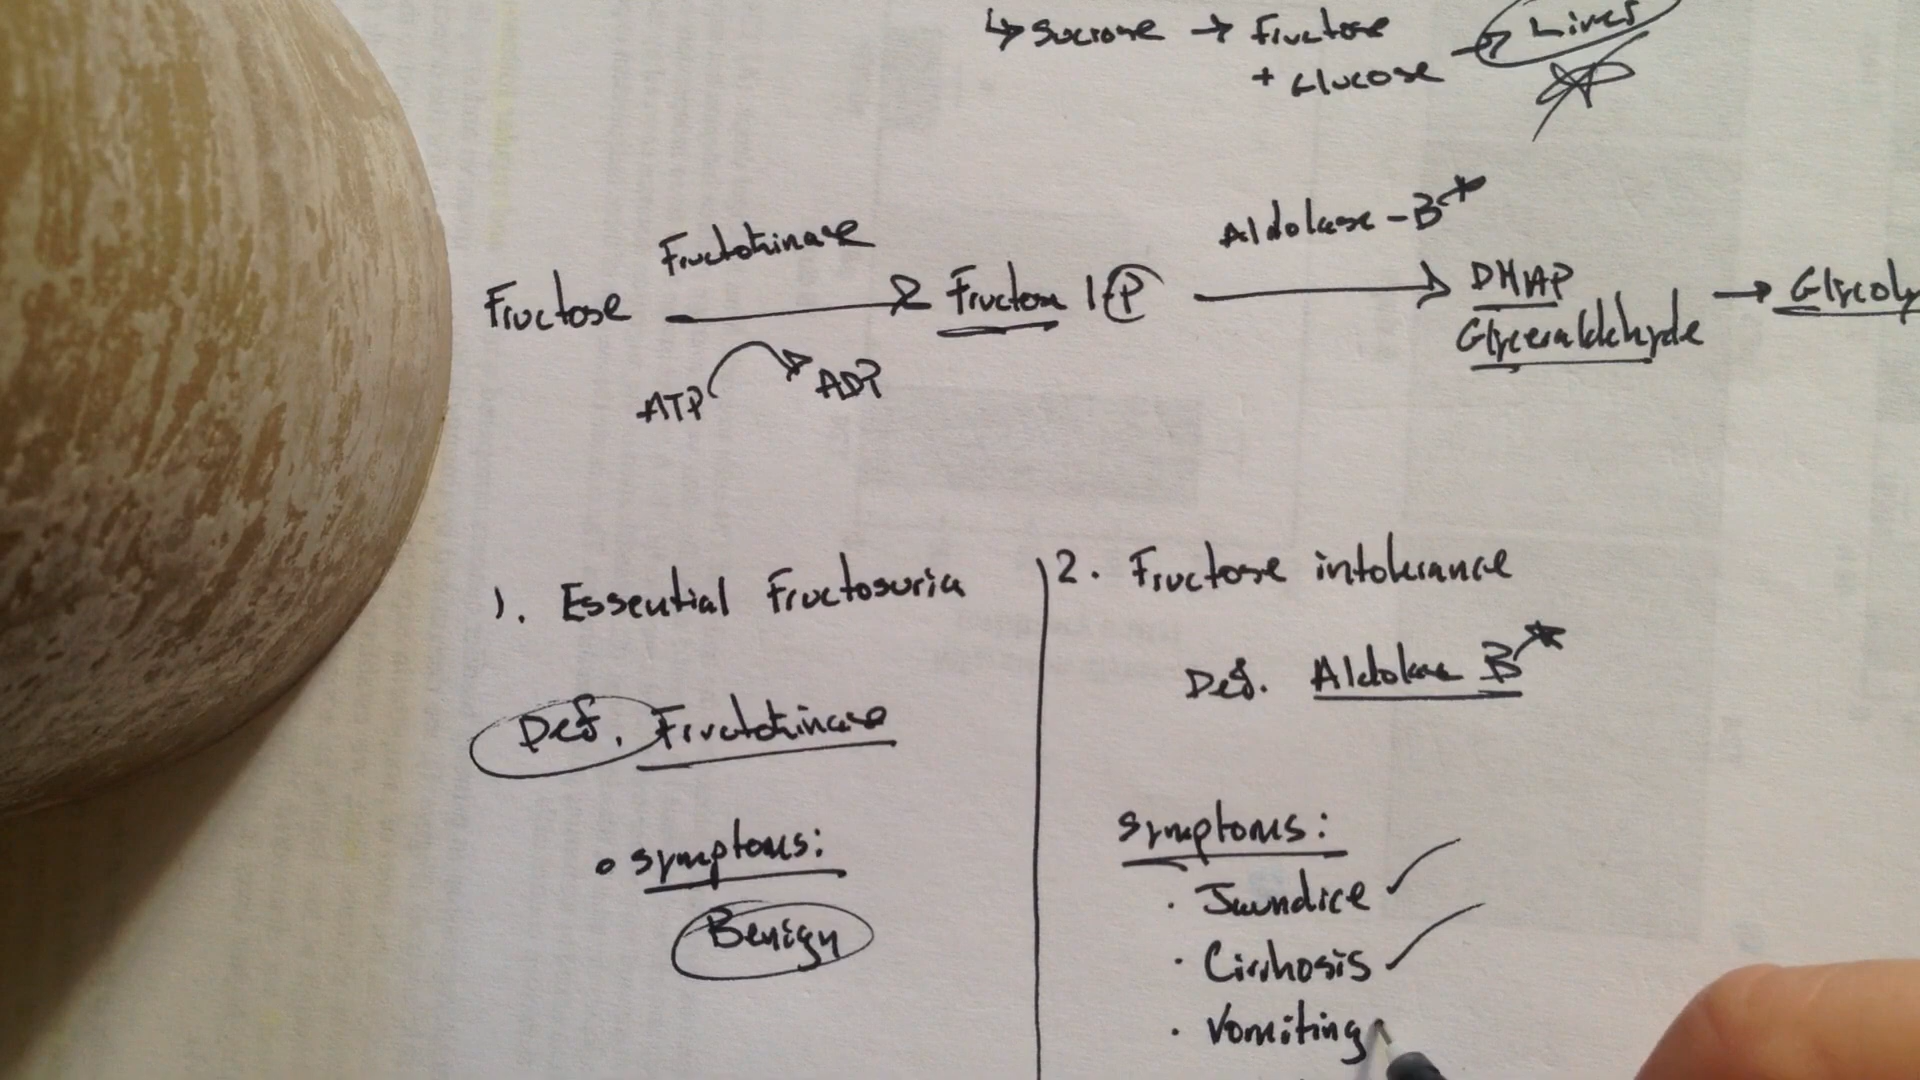 ↳ Sucrose → Fructose → Liver
+ Glucose
Fructokinase
Aldolase-B
Fructose → Fructose 1-P → DHAP → Glycoly
Glyceraldehyde
ATP → ADP
1. Essential Fructosuria
2. Fructose intolerance
Def. Fructokinase
Def. Aldolase B
• symptoms:
Benign
symptoms:
• Jaundice ✓
• Cirrhosis ✓
• Vomiting